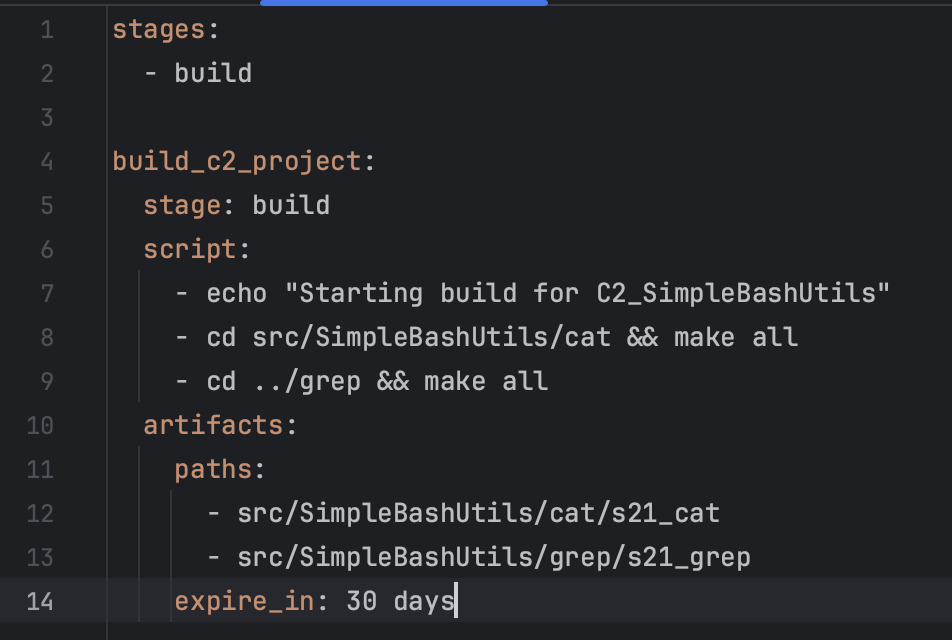 1 stages:
2   - build
3
4 build_c2_project:
5   stage: build
6   script:
7     - echo "Starting build for C2_SimpleBashUtils"
8     - cd src/SimpleBashUtils/cat && make all
9     - cd ../grep && make all
10   artifacts:
11     paths:
12       - src/SimpleBashUtils/cat/s21_cat
13       - src/SimpleBashUtils/grep/s21_grep
14     expire_in: 30 days